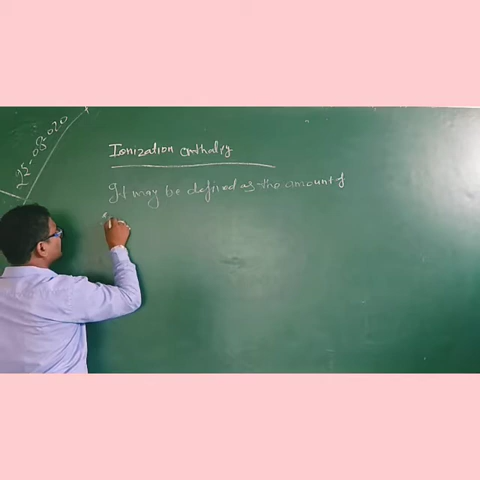 25-08-2020
Ionization enthalpy
It may be defined as the amount of